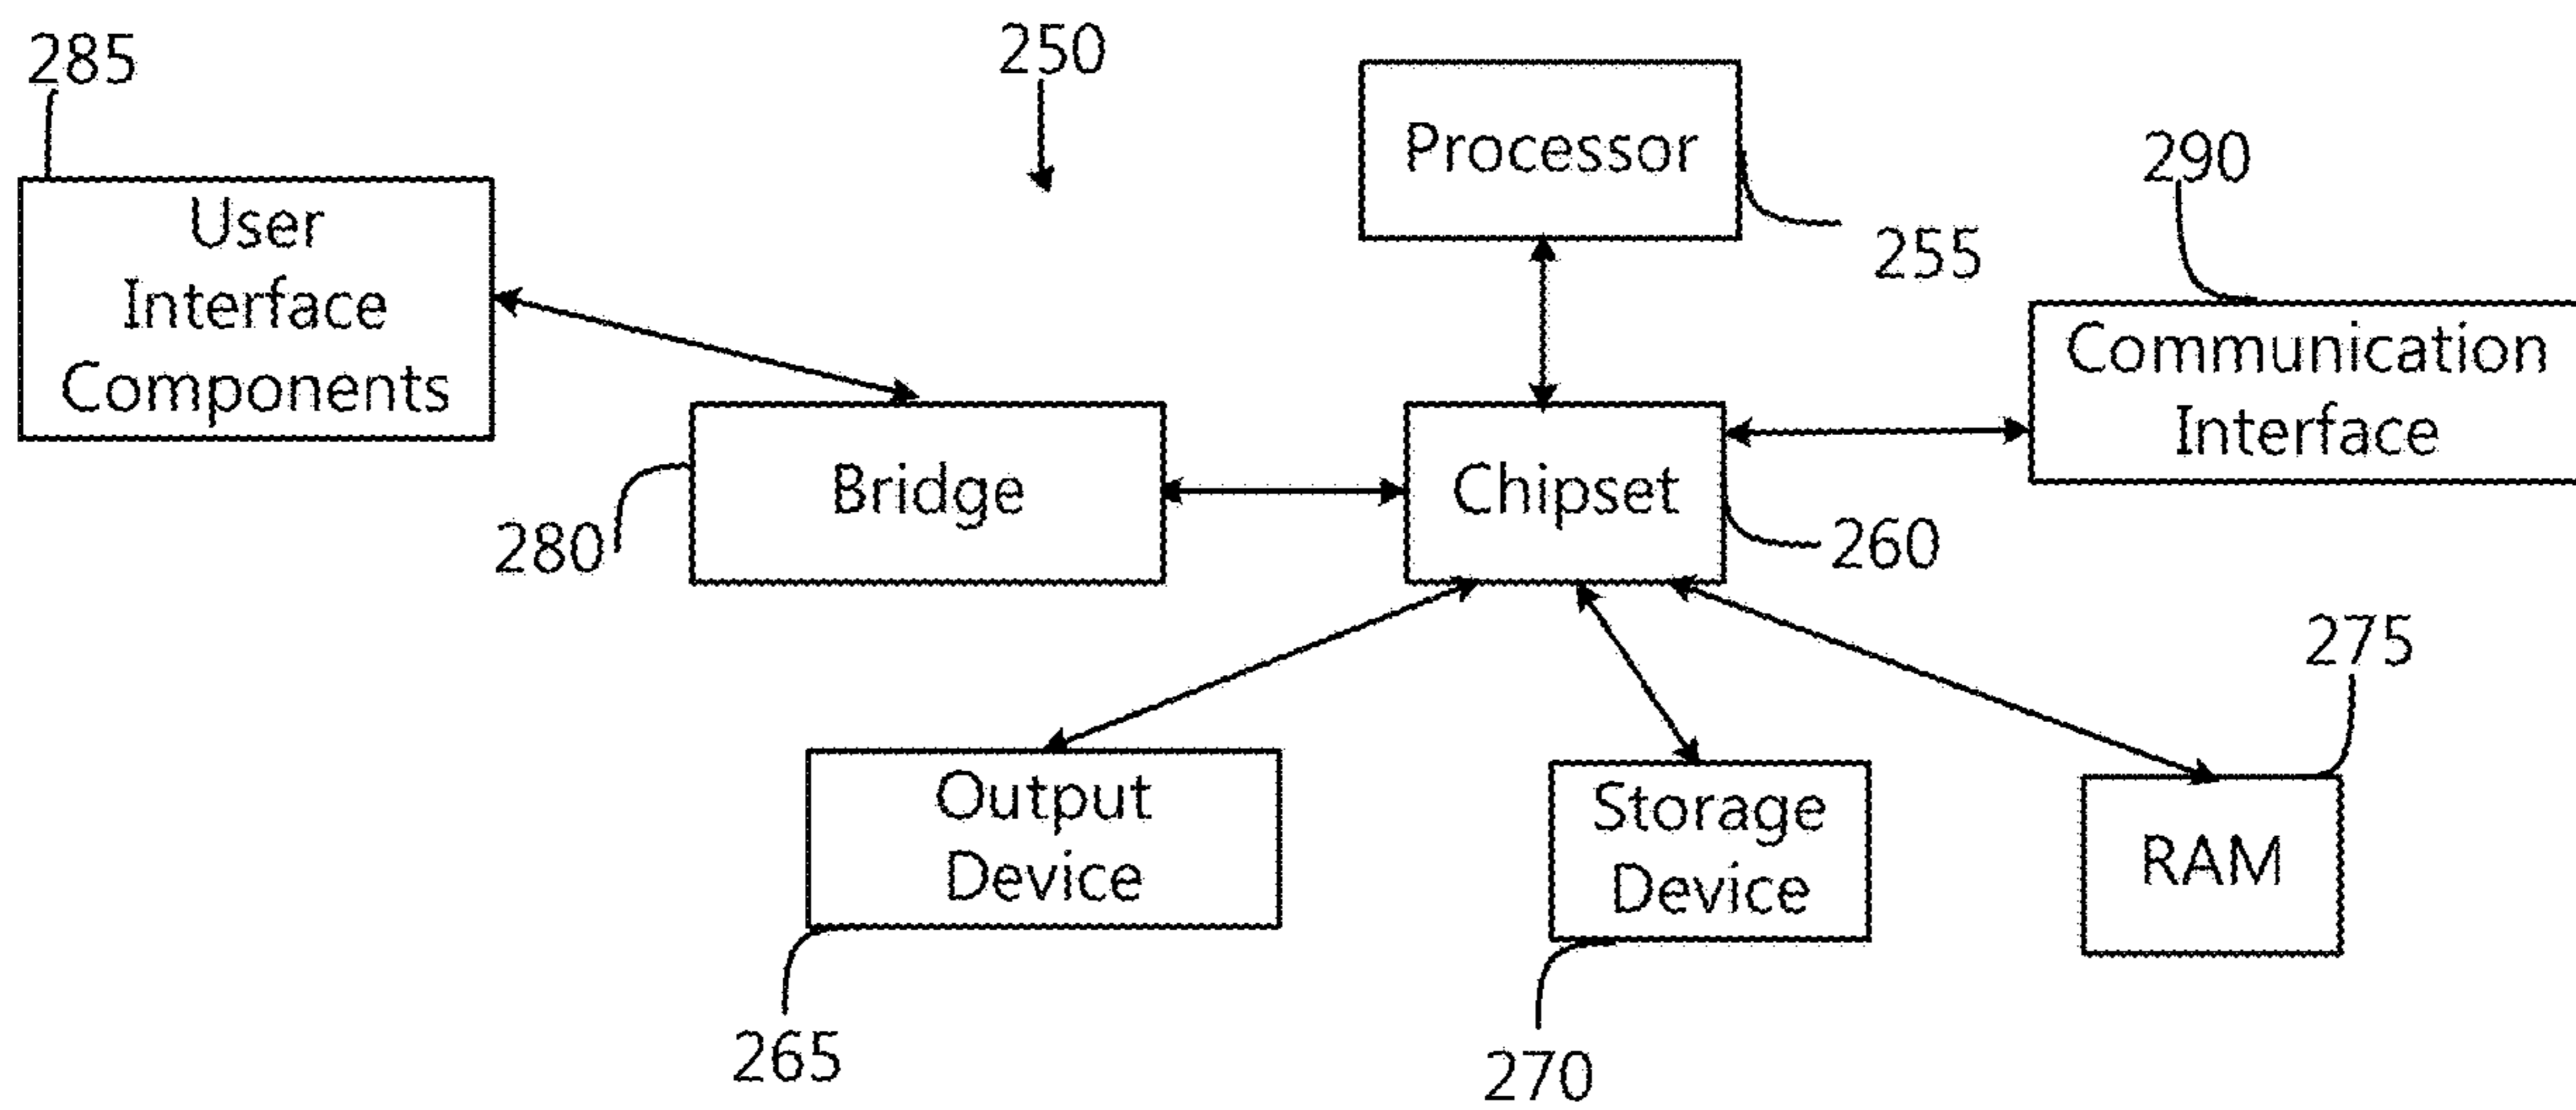 285
250
Processor
290
User
Interface
Components
255
Communication
Interface
Bridge
Chipset
280
260
275
Output
Device
Storage
Device
RAM
265
270